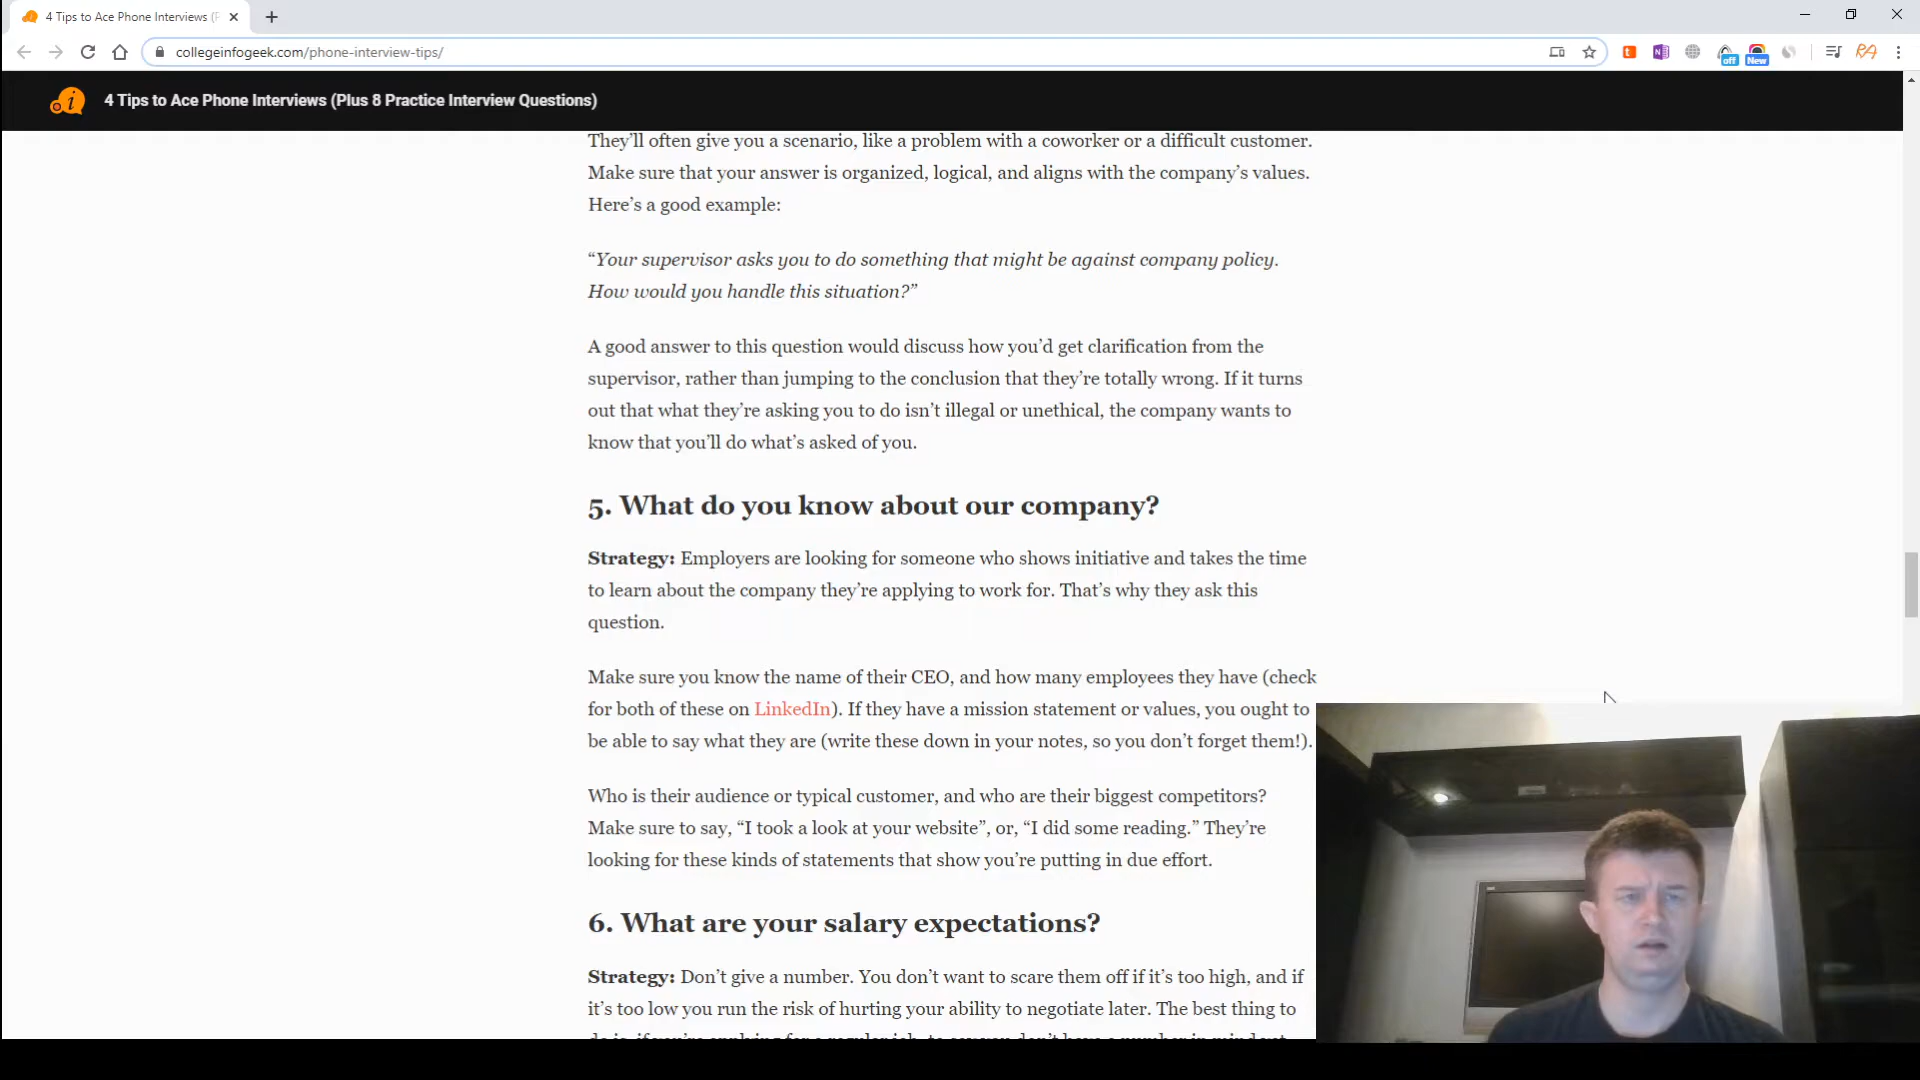 4 Tips to Ace Phone Interviews (P
collegeinfogeek.com/phone-interview-tips/
off
New
4 Tips to Ace Phone Interviews (Plus 8 Practice Interview Questions)
They’ll often give you a scenario, like a problem with a coworker or a difficult customer.
Make sure that your answer is organized, logical, and aligns with the company’s values.
Here’s a good example:
“Your supervisor asks you to do something that might be against company policy.
How would you handle this situation?”
A good answer to this question would discuss how you’d get clarification from the
supervisor, rather than jumping to the conclusion that they’re totally wrong. If it turns
out that what they’re asking you to do isn’t illegal or unethical, the company wants to
know that you’ll do what’s asked of you.
5. What do you know about our company?
Strategy: Employers are looking for someone who shows initiative and takes the time
to learn about the company they’re applying to work for. That’s why they ask this
question.
Make sure you know the name of their CEO, and how many employees they have (check
for both of these on LinkedIn). If they have a mission statement or values, you ought to
be able to say what they are (write these down in your notes, so you don’t forget them!).
Who is their audience or typical customer, and who are their biggest competitors?
Make sure to say, “I took a look at your website”, or, “I did some reading.” They’re
looking for these kinds of statements that show you’re putting in due effort.
6. What are your salary expectations?
Strategy: Don’t give a number. You don’t want to scare them off if it’s too high, and if
it’s too low you run the risk of hurting your ability to negotiate later. The best thing to